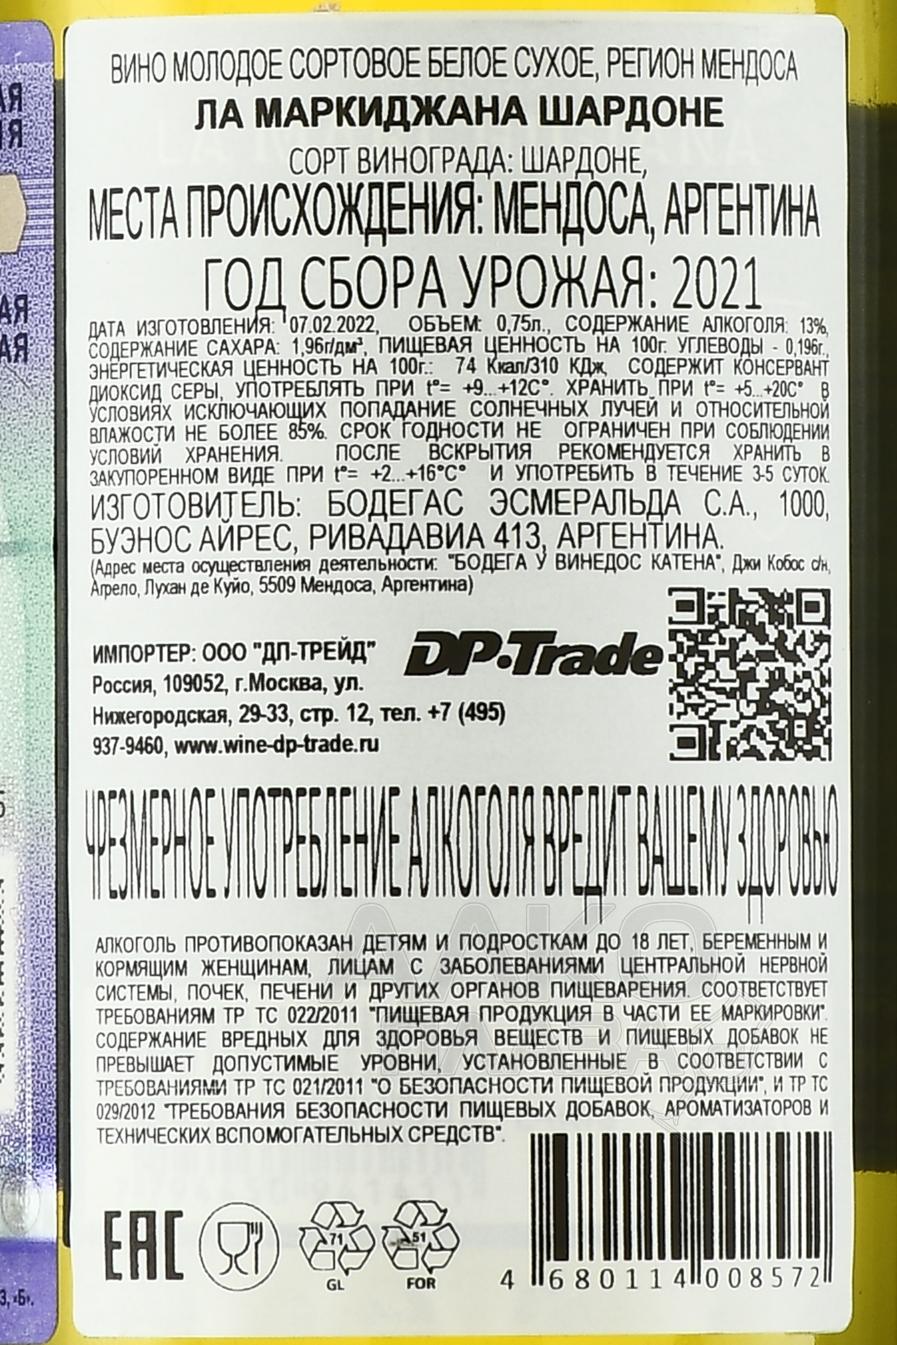 ВИНО МОЛОДОЕ СОРТОВОЕ БЕЛОЕ СУХОЕ, РЕГИОН МЕНДОСА
ЛА МАРКИДЖАНА ШАРДОНЕ
СОРТ ВИНОГРАДА: ШАРДОНЕ,
МЕСТА ПРОИСХОЖДЕНИЯ: МЕНДОСА, АРГЕНТИНА
ГОД СБОРА УРОЖАЯ: 2021
ДАТА ИЗГОТОВЛЕНИЯ: 07.02.2022, ОБЪЕМ: 0,75л., СОДЕРЖАНИЕ АЛКОГОЛЯ: 13%,
СОДЕРЖАНИЕ САХАРА: 1,96г/дм³, ПИЩЕВАЯ ЦЕННОСТЬ НА 100г: УГЛЕВОДЫ - 0,196г.,
ЭНЕРГЕТИЧЕСКАЯ ЦЕННОСТЬ НА 100г.: 74 Ккал/310 КДж, СОДЕРЖИТ КОНСЕРВАНТ
ДИОКСИД СЕРЫ, УПОТРЕБЛЯТЬ ПРИ t°= +9...+12C°. ХРАНИТЬ ПРИ t°= +5...+20C° В
УСЛОВИЯХ ИСКЛЮЧАЮЩИХ ПОПАДАНИЕ СОЛНЕЧНЫХ ЛУЧЕЙ И ОТНОСИТЕЛЬНОЙ
ВЛАЖОСТИ НЕ БОЛЕЕ 85%. СРОК ГОДНОСТИ НЕ ОГРАНИЧЕН ПРИ СОБЛЮДЕНИИ
УСЛОВИЙ ХРАНЕНИЯ. ПОСЛЕ ВСКРЫТИЯ РЕКОМЕНДУЕТСЯ ХРАНИТЬ В
ЗАКУПОРЕННОМ ВИДЕ ПРИ t°= +2...+16°C° И УПОТРЕБИТЬ В ТЕЧЕНИЕ 3-5 СУТОК.
ИЗГОТОВИТЕЛЬ: БОДЕГАС ЭСМЕРАЛЬДА С.А., 1000,
БУЭНОС АЙРЕС, РИВАДАВИА 413, АРГЕНТИНА.
(Адрес места осуществления деятельности: "БОДЕГА У ВИНЕДОС КАТЕНА", Джи Кобос с/н,
Агрело, Лухан де Куйо, 5509 Мендоса, Аргентина)
ИМПОРТЕР: ООО "ДП-ТРЕЙД"
DP·Trade
Россия, 109052, г.Москва, ул.
Нижегородская, 29-33, стр. 12, тел. +7 (495)
937-9460, www.wine-dp-trade.ru
ЧРЕЗМЕРНОЕ УПОТРЕБЛЕНИЕ АЛКОГОЛЯ ВРЕДИТ ВАШЕМУ ЗДОРОВЬЮ
АЛКОГОЛЬ ПРОТИВОПОКАЗАН ДЕТЯМ И ПОДРОСТКАМ ДО 18 ЛЕТ, БЕРЕМЕННЫМ И
КОРМЯЩИМ ЖЕНЩИНАМ, ЛИЦАМ С ЗАБОЛЕВАНИЯМИ ЦЕНТРАЛЬНОЙ НЕРВНОЙ
СИСТЕМЫ, ПОЧЕК, ПЕЧЕНИ И ДРУГИХ ОРГАНОВ ПИЩЕВАРЕНИЯ. СООТВЕТСТВУЕТ
ТРЕБОВАНИЯМ ТР ТС 022/2011 "ПИЩЕВАЯ ПРОДУКЦИЯ В ЧАСТИ ЕЕ МАРКИРОВКИ".
СОДЕРЖАНИЕ ВРЕДНЫХ ДЛЯ ЗДОРОВЬЯ ВЕЩЕСТВ И ПИЩЕВЫХ ДОБАВОК НЕ
ПРЕВЫШАЕТ ДОПУСТИМЫЕ УРОВНИ, УСТАНОВЛЕННЫЕ В СООТВЕТСТВИИ С
ТРЕБОВАНИЯМИ ТР ТС 021/2011 "О БЕЗОПАСНОСТИ ПИЩЕВОЙ ПРОДУКЦИИ", И ТР ТС
029/2012 "ТРЕБОВАНИЯ БЕЗОПАСНОСТИ ПИЩЕВЫХ ДОБАВОК, АРОМАТИЗАТОРОВ И
ТЕХНИЧЕСКИХ ВСПОМОГАТЕЛЬНЫХ СРЕДСТВ".
EAC
71
GL
51
FOR
4 680114 008572